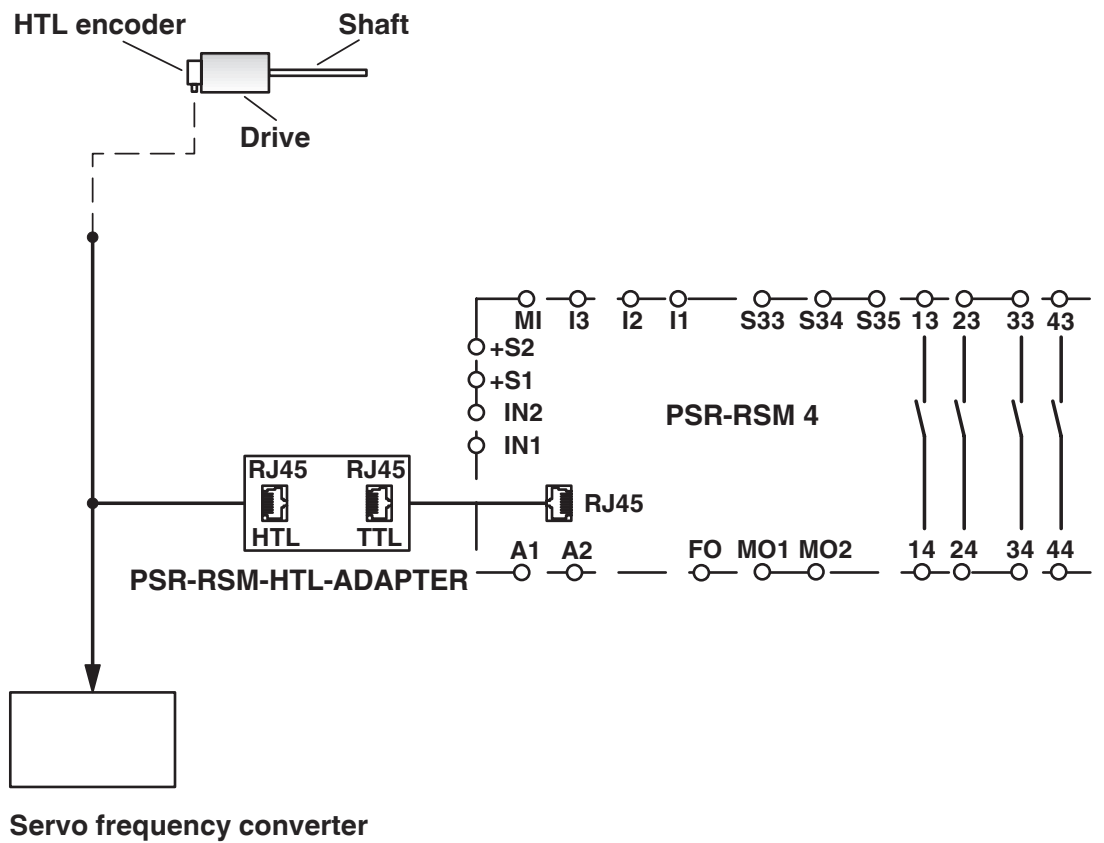 HTL encoder
Shaft
Drive
MI I3 I2 I1 S33 S34 S35 13 23 33 43
+S2
+S1
IN2
IN1
PSR-RSM 4
RJ45 RJ45
HTL TTL
RJ45
PSR-RSM-HTL-ADAPTER
A1 A2 FO MO1 MO2 14 24 34 44
Servo frequency converter